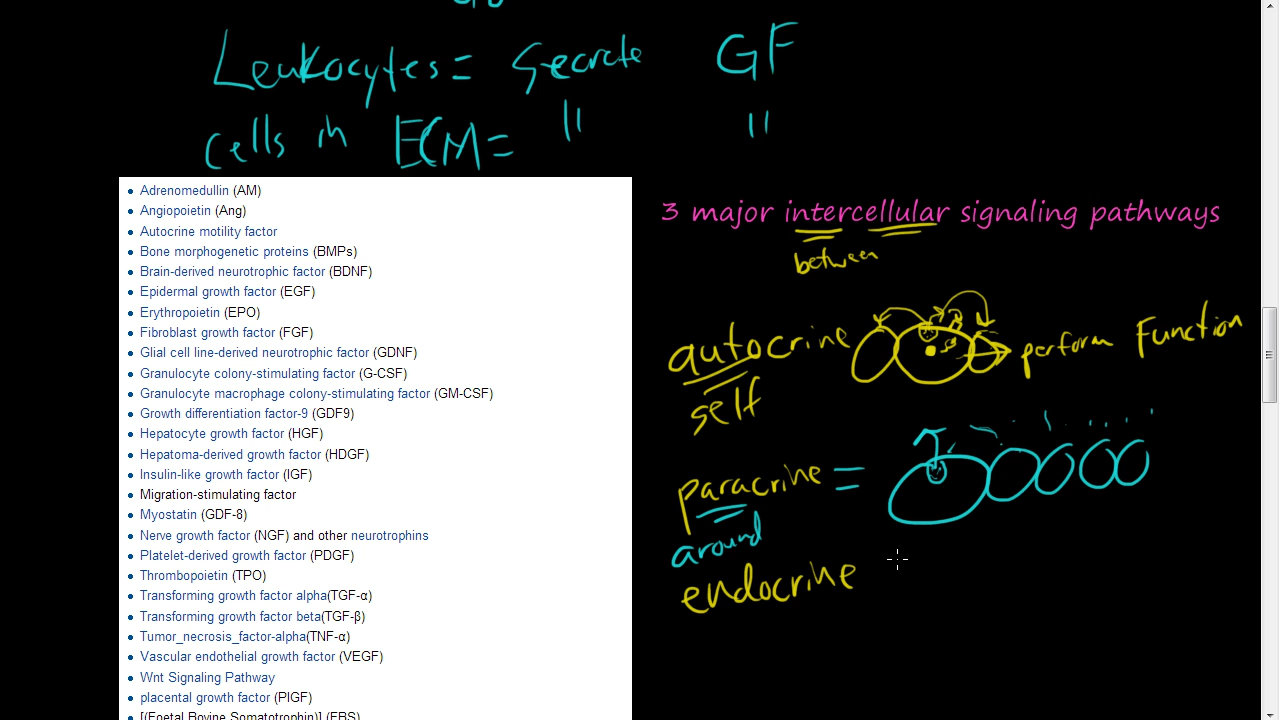 Leukocytes = Secrete GF
cells in ECM = " "
Adrenomedullin (AM)
Angiopoietin (Ang)
Autocrine motility factor
Bone morphogenetic proteins (BMPs)
Brain-derived neurotrophic factor (BDNF)
Epidermal growth factor (EGF)
Erythropoietin (EPO)
Fibroblast growth factor (FGF)
Glial cell line-derived neurotrophic factor (GDNF)
Granulocyte colony-stimulating factor (G-CSF)
Granulocyte macrophage colony-stimulating factor (GM-CSF)
Growth differentiation factor-9 (GDF9)
Hepatocyte growth factor (HGF)
Hepatoma-derived growth factor (HDGF)
Insulin-like growth factor (IGF)
Migration-stimulating factor
Myostatin (GDF-8)
Nerve growth factor (NGF) and other neurotrophins
Platelet-derived growth factor (PDGF)
Thrombopoietin (TPO)
Transforming growth factor alpha(TGF-α)
Transforming growth factor beta(TGF-β)
Tumor_necrosis_factor-alpha(TNF-α)
Vascular endothelial growth factor (VEGF)
Wnt Signaling Pathway
placental growth factor (PlGF)
[(Foetal Bovine Somatotrophin)] (FBS)
3 major intercellular signaling pathways
between
autocrine perform Function
self
paracrine =
around
endocrine